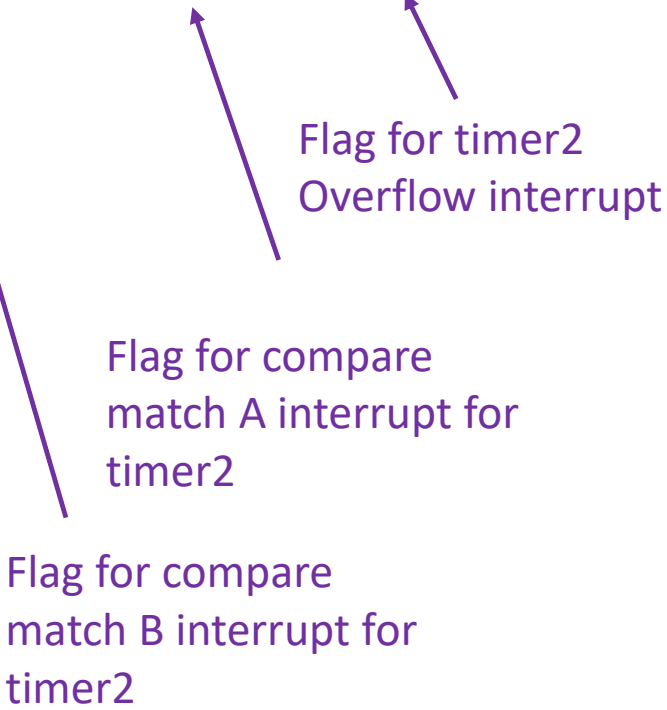 Flag for timer2
Overflow interrupt
Flag for compare
match A interrupt for
timer2
Flag for compare
match B interrupt for
timer2